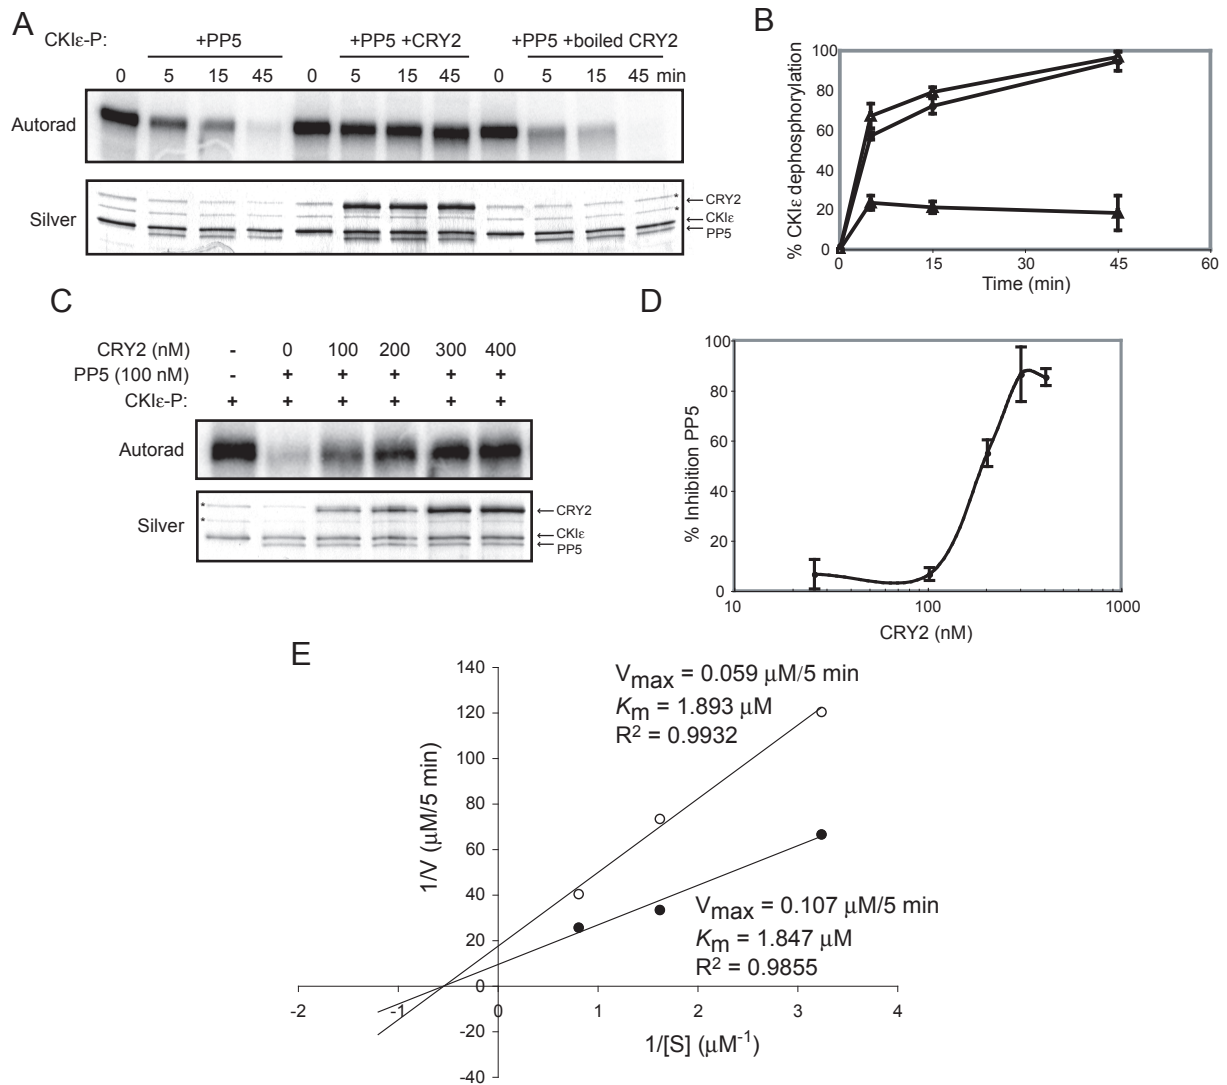 A
CKIε-P: +PP5 +PP5 +CRY2 +PP5 +boiled CRY2
0 5 15 45 0 5 15 45 0 5 15 45 min
Autorad
Silver
* ←CRY2
*
←CKIε
←PP5
B
% CKIε dephosphorylation
100
80
60
40
20
0
0 15 30 45 60
Time (min)
C
CRY2 (nM) - 0 100 200 300 400
PP5 (100 nM) - + + + + +
CKIε-P: + + + + + +
Autorad
Silver
* ←CRY2
*
←CKIε
←PP5
D
% Inhibition PP5
100
80
60
40
20
0
10 100 1000
CRY2 (nM)
E
1/V (μM/5 min)
140
120
100
80
60
40
20
0
-20
-40
-2 -1 0 1 2 3 4
1/[S] (μM-1)
Vmax = 0.059 μM/5 min
Km = 1.893 μM
R2 = 0.9932
Vmax = 0.107 μM/5 min
Km = 1.847 μM
R2 = 0.9855